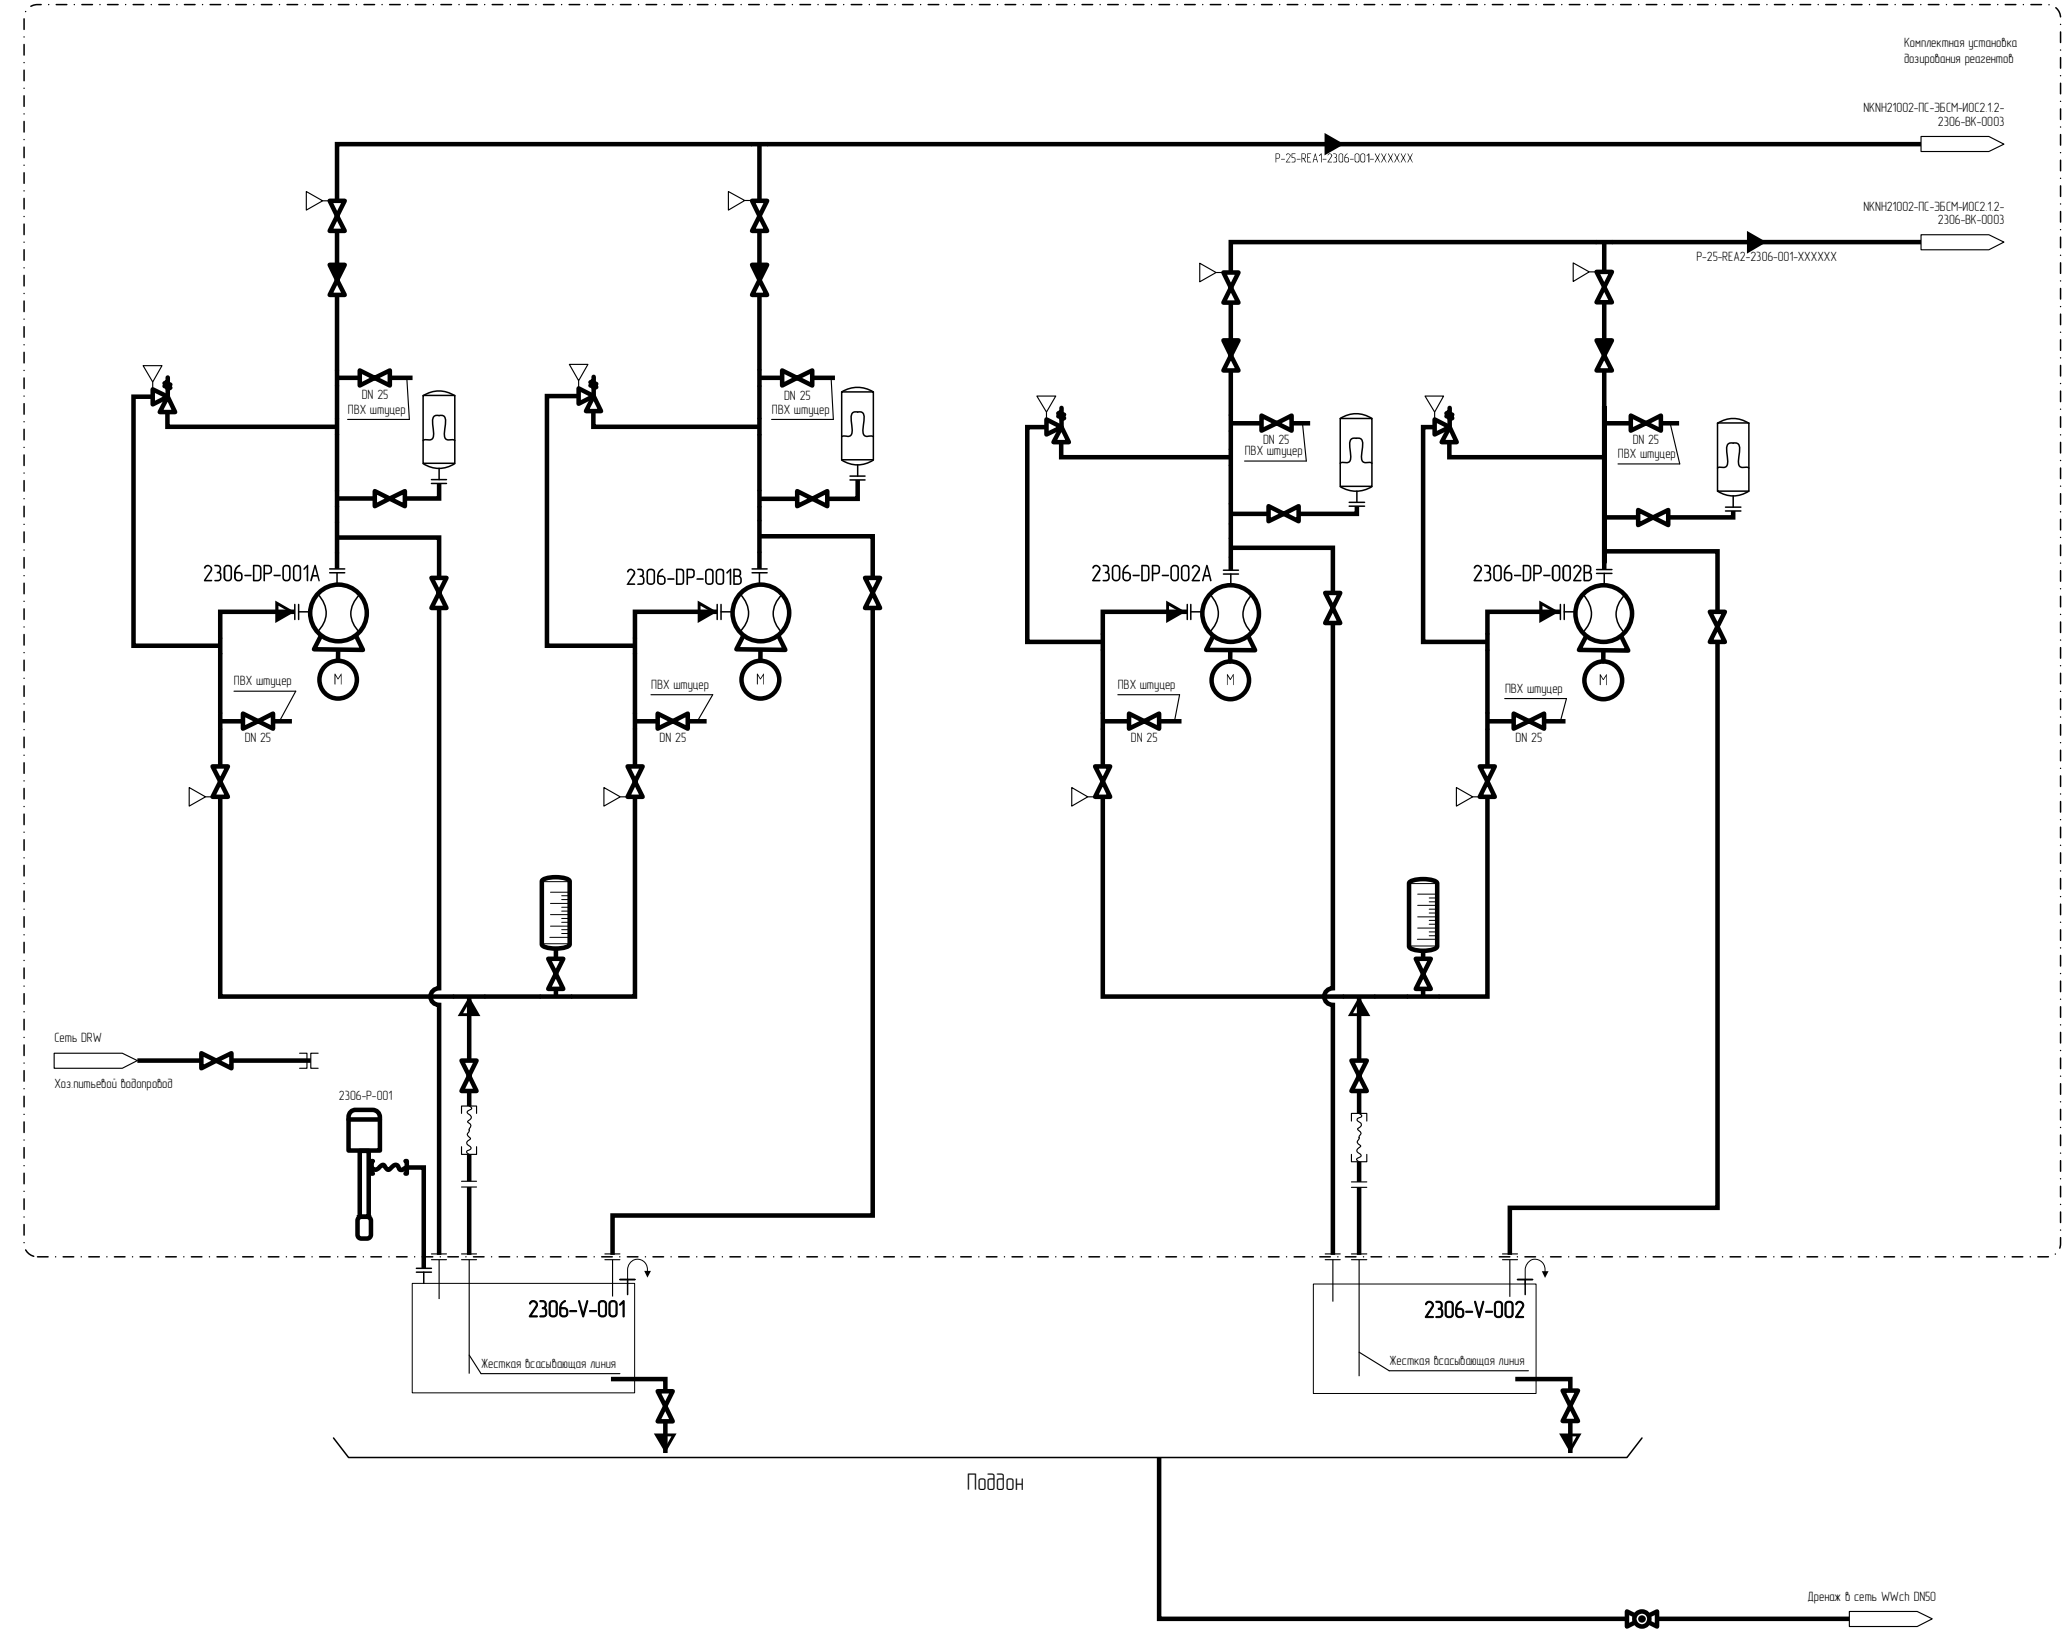 Комплектная установка
дозирования реагентов
NKNH21002-ПС-ЭБСМ-ИОС2.1.2-
2306-ВК-0003
P-25-REA1-2306-001-XXXXXX
NKNH21002-ПС-ЭБСМ-ИОС2.1.2-
2306-ВК-0003
P-25-REA2-2306-001-XXXXXX
DN 25
ПВХ штуцер
DN 25
ПВХ штуцер
DN 25
ПВХ штуцер
DN 25
ПВХ штуцер
2306-DP-001A
2306-DP-001B
2306-DP-002A
2306-DP-002B
M
M
M
M
ПВХ штуцер
DN 25
ПВХ штуцер
DN 25
ПВХ штуцер
DN 25
ПВХ штуцер
DN 25
Сеть DRW
Хоз.питьевой водопровод
2306-P-001
2306-V-001
Жесткая всасывающая линия
2306-V-002
Жесткая всасывающая линия
Поддон
Дренаж в сеть WWch DN50